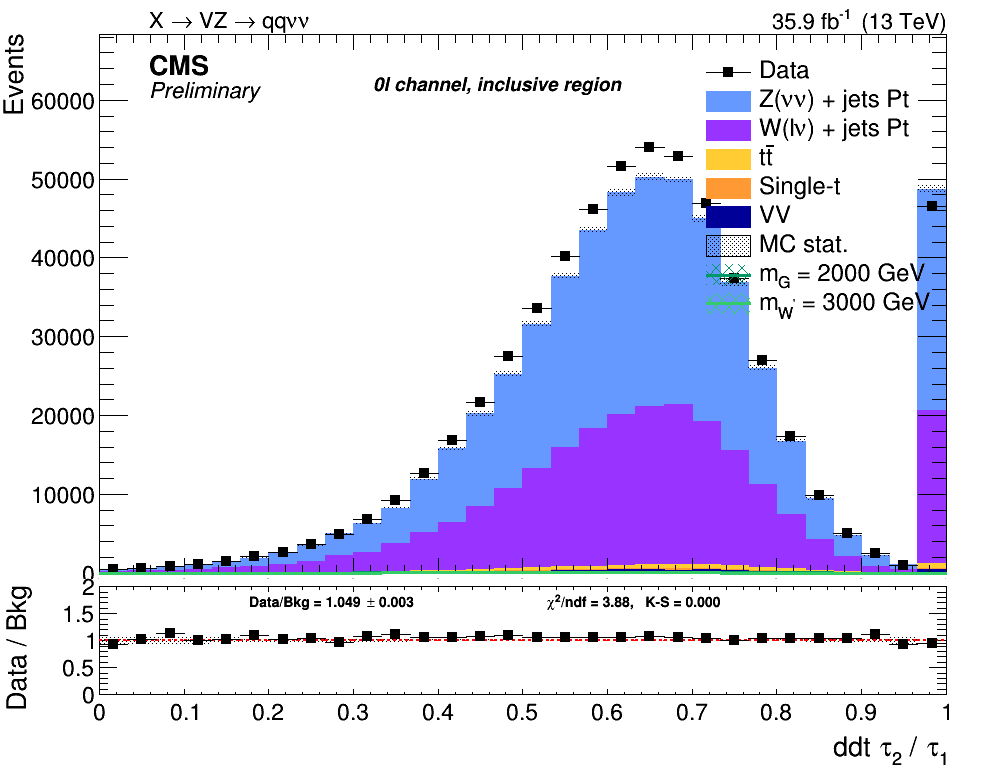 X → VZ → qqνν
35.9 fb⁻¹ (13 TeV)
Events
CMS
Preliminary
0l channel, inclusive region
Data
Z(νν) + jets Pt
W(lν) + jets Pt
tt̄
Single-t
VV
MC stat.
m_G = 2000 GeV
m_W' = 3000 GeV
60000
50000
40000
30000
20000
10000
0
Data / Bkg
2
1.5
1
0.5
0
Data/Bkg = 1.049 ± 0.003
χ²/ndf = 3.88, K-S = 0.000
0 0.1 0.2 0.3 0.4 0.5 0.6 0.7 0.8 0.9 1
ddt τ₂ / τ₁